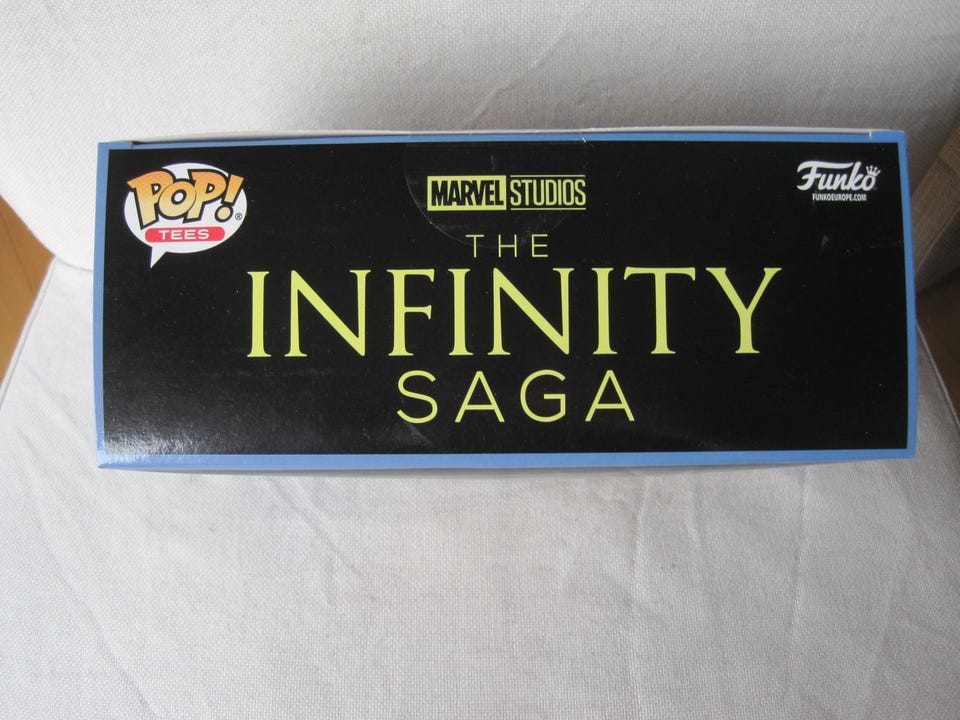 POP!®
TEES
MARVEL STUDIOS
Funko
FUNKOEUROPE.COM
THE
INFINITY
SAGA